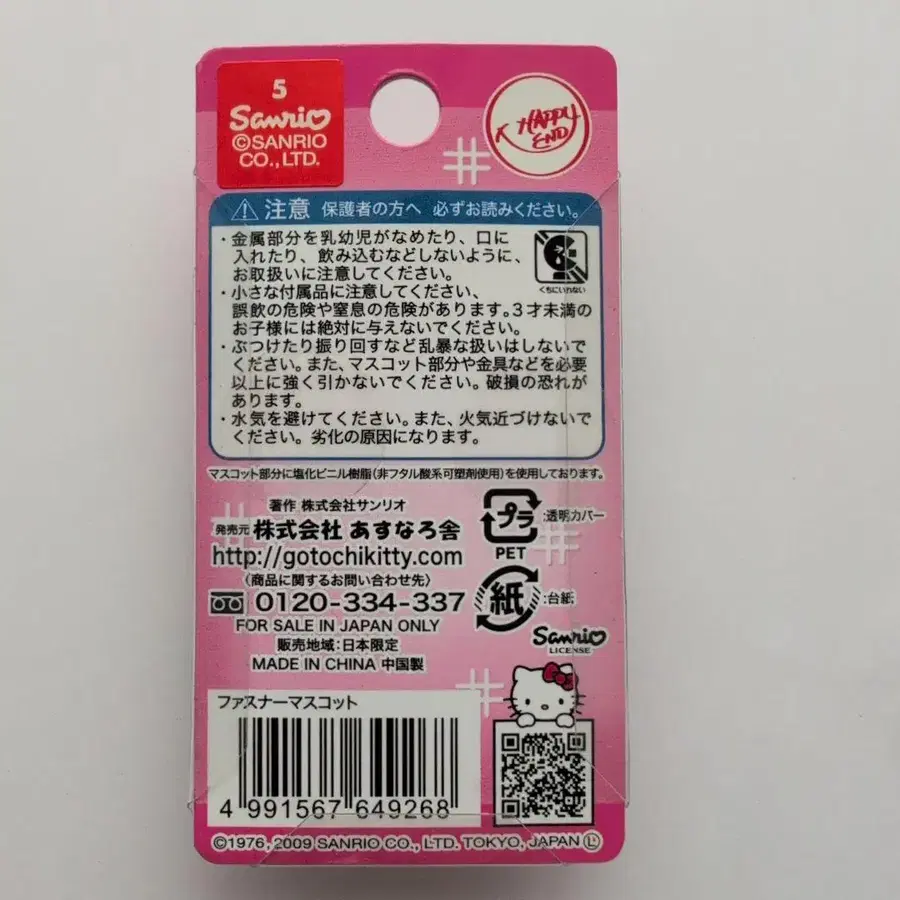 5
Sanrio
©SANRIO
CO.,LTD.
HAPPY
END
注意 保護者の方へ 必ずお読みください。
・金属部分を乳幼児がなめたり、口に
入れたり、飲み込むなどしないように、
お取扱いに注意してください。
くちにいれない
・小さな付属品に注意してください、
誤飲の危険や窒息の危険があります。3才未満の
お子様には絶対に与えないでください。
・ぶつけたり振り回すなど乱暴な扱いはしないで
ください。また、マスコット部分や金具などを必要
以上に強く引かないでください。破損の恐れが
あります。
・水気を避けてください。また、火気近づけないで
ください。劣化の原因になります。
マスコット部分に塩化ビニル樹脂(非フタル酸系可塑剤使用)を使用しております。
著作 株式会社サンリオ
発売元 株式会社 あすなろ舎
http://gotochikitty.com
〈商品に関するお問い合わせ先〉
0120-334-337
FOR SALE IN JAPAN ONLY
販売地域:日本限定
MADE IN CHINA 中国製
プラ :透明カバー
PET
紙 :台紙
Sanrio
LICENSE
ファスナーマスコット
4 991567 649268
©1976, 2009 SANRIO CO., LTD. TOKYO, JAPAN Ⓛ